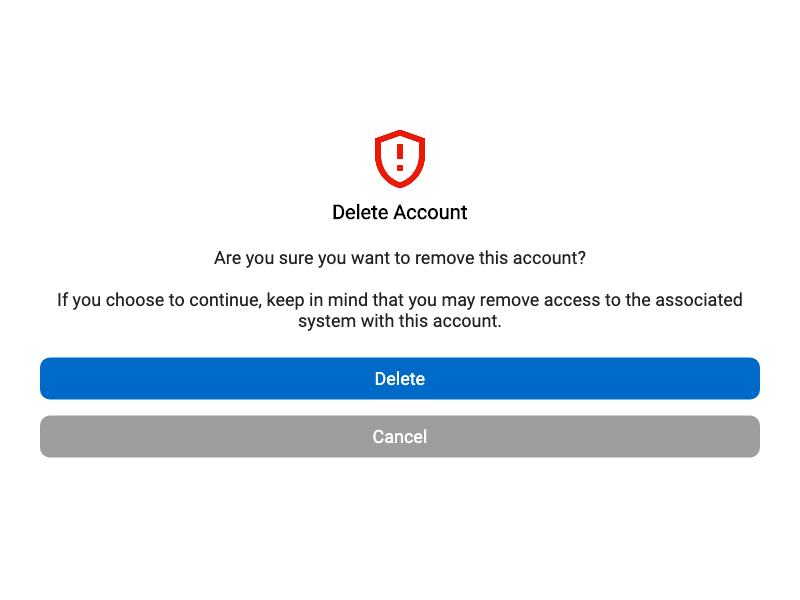 Delete Account
Are you sure you want to remove this account?
If you choose to continue, keep in mind that you may remove access to the associated
system with this account.
Delete
Cancel